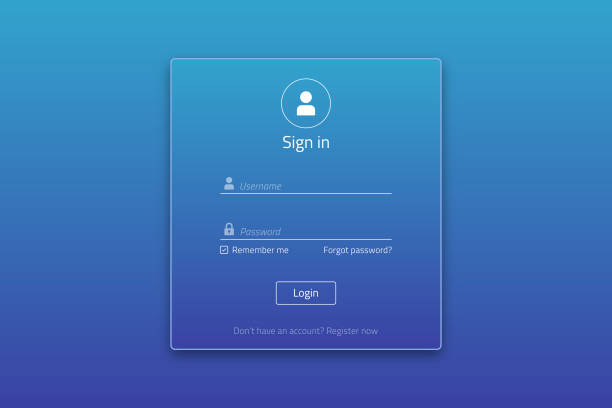 Sign in
Username
Password
Remember me Forgot password?
Login
Don't have an account? Register now